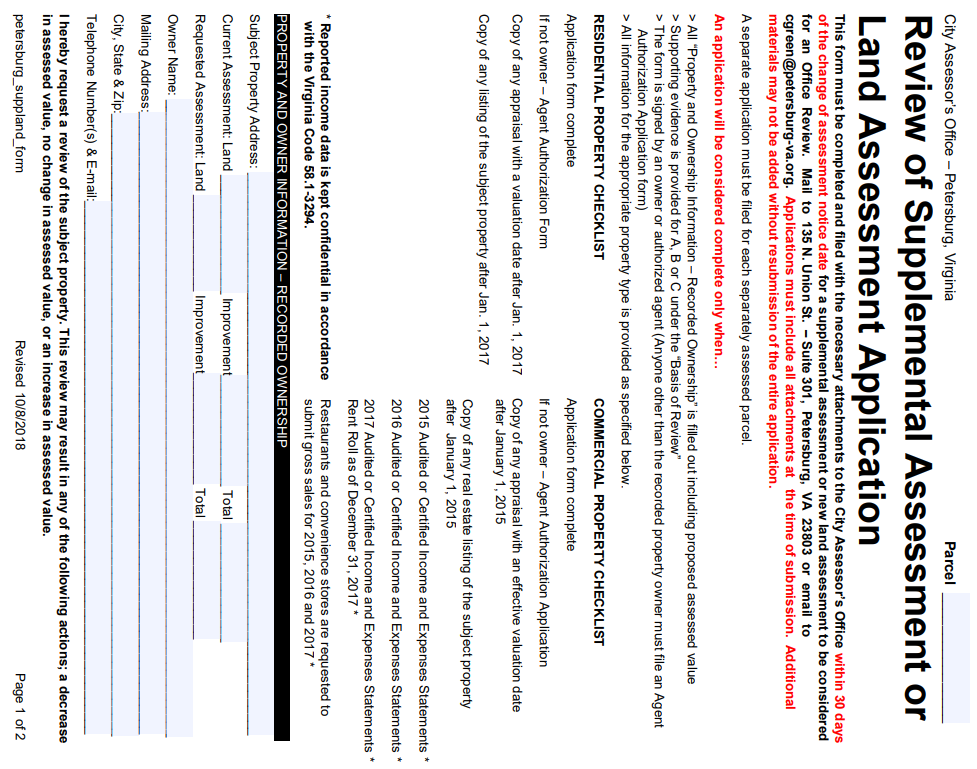 City Assessor's Office – Petersburg, Virginia
Parcel
Review of Supplemental Assessment or
Land Assessment Application
This form must be completed and filed with the necessary attachments to the City Assessor's Office within 30 days
of the change of assessment notice date for a supplemental assessment or new land assessment to be considered
for an Office Review. Mail to 135 N. Union St. – Suite 301, Petersburg, VA 23803 or email to
cgreen@petersburg-va.org. Applications must include all attachments at the time of submission. Additional
materials may not be added without resubmission of the entire application.
A separate application must be filed for each separately assessed parcel.
An application will be considered complete only when…
> All "Property and Ownership Information – Recorded Ownership" is filled out including proposed assessed value
> Supporting evidence is provided for A, B or C under the "Basis of Review"
> The form is signed by an owner or authorized agent (Anyone other than the recorded property owner must file an Agent
Authorization Application form)
> All information for the appropriate property type is provided as specified below.
RESIDENTIAL PROPERTY CHECKLIST
Application form complete
If not owner – Agent Authorization Form
Copy of any appraisal with a valuation date after Jan. 1, 2017
Copy of any listing of the subject property after Jan. 1, 2017
* Reported income data is kept confidential in accordance
with the Virginia Code 58.1-3294.
COMMERCIAL PROPERTY CHECKLIST
Application form complete
If not owner – Agent Authorization Application
Copy of any appraisal with an effective valuation date
after January 1, 2015
Copy of any real estate listing of the subject property
after January 1, 2015
2015 Audited or Certified Income and Expenses Statements *
2016 Audited or Certified Income and Expenses Statements *
2017 Audited or Certified Income and Expenses Statements *
Rent Roll as of December 31, 2017 *
Restaurants and convenience stores are requested to
submit gross sales for 2015, 2016 and 2017 *
PROPERTY AND OWNER INFORMATION – RECORDED OWNERSHIP
Subject Property Address:
Current Assessment: Land Improvement Total
Requested Assessment: Land Improvement Total
Owner Name:
Mailing Address:
City, State & Zip:
Telephone Number(s) & E-mail:
I hereby request a review of the subject property. This review may result in any of the following actions; a decrease
in assessed value, no change in assessed value, or an increase in assessed value.
petersburg_suppland_form Revised 10/8/2018 Page 1 of 2